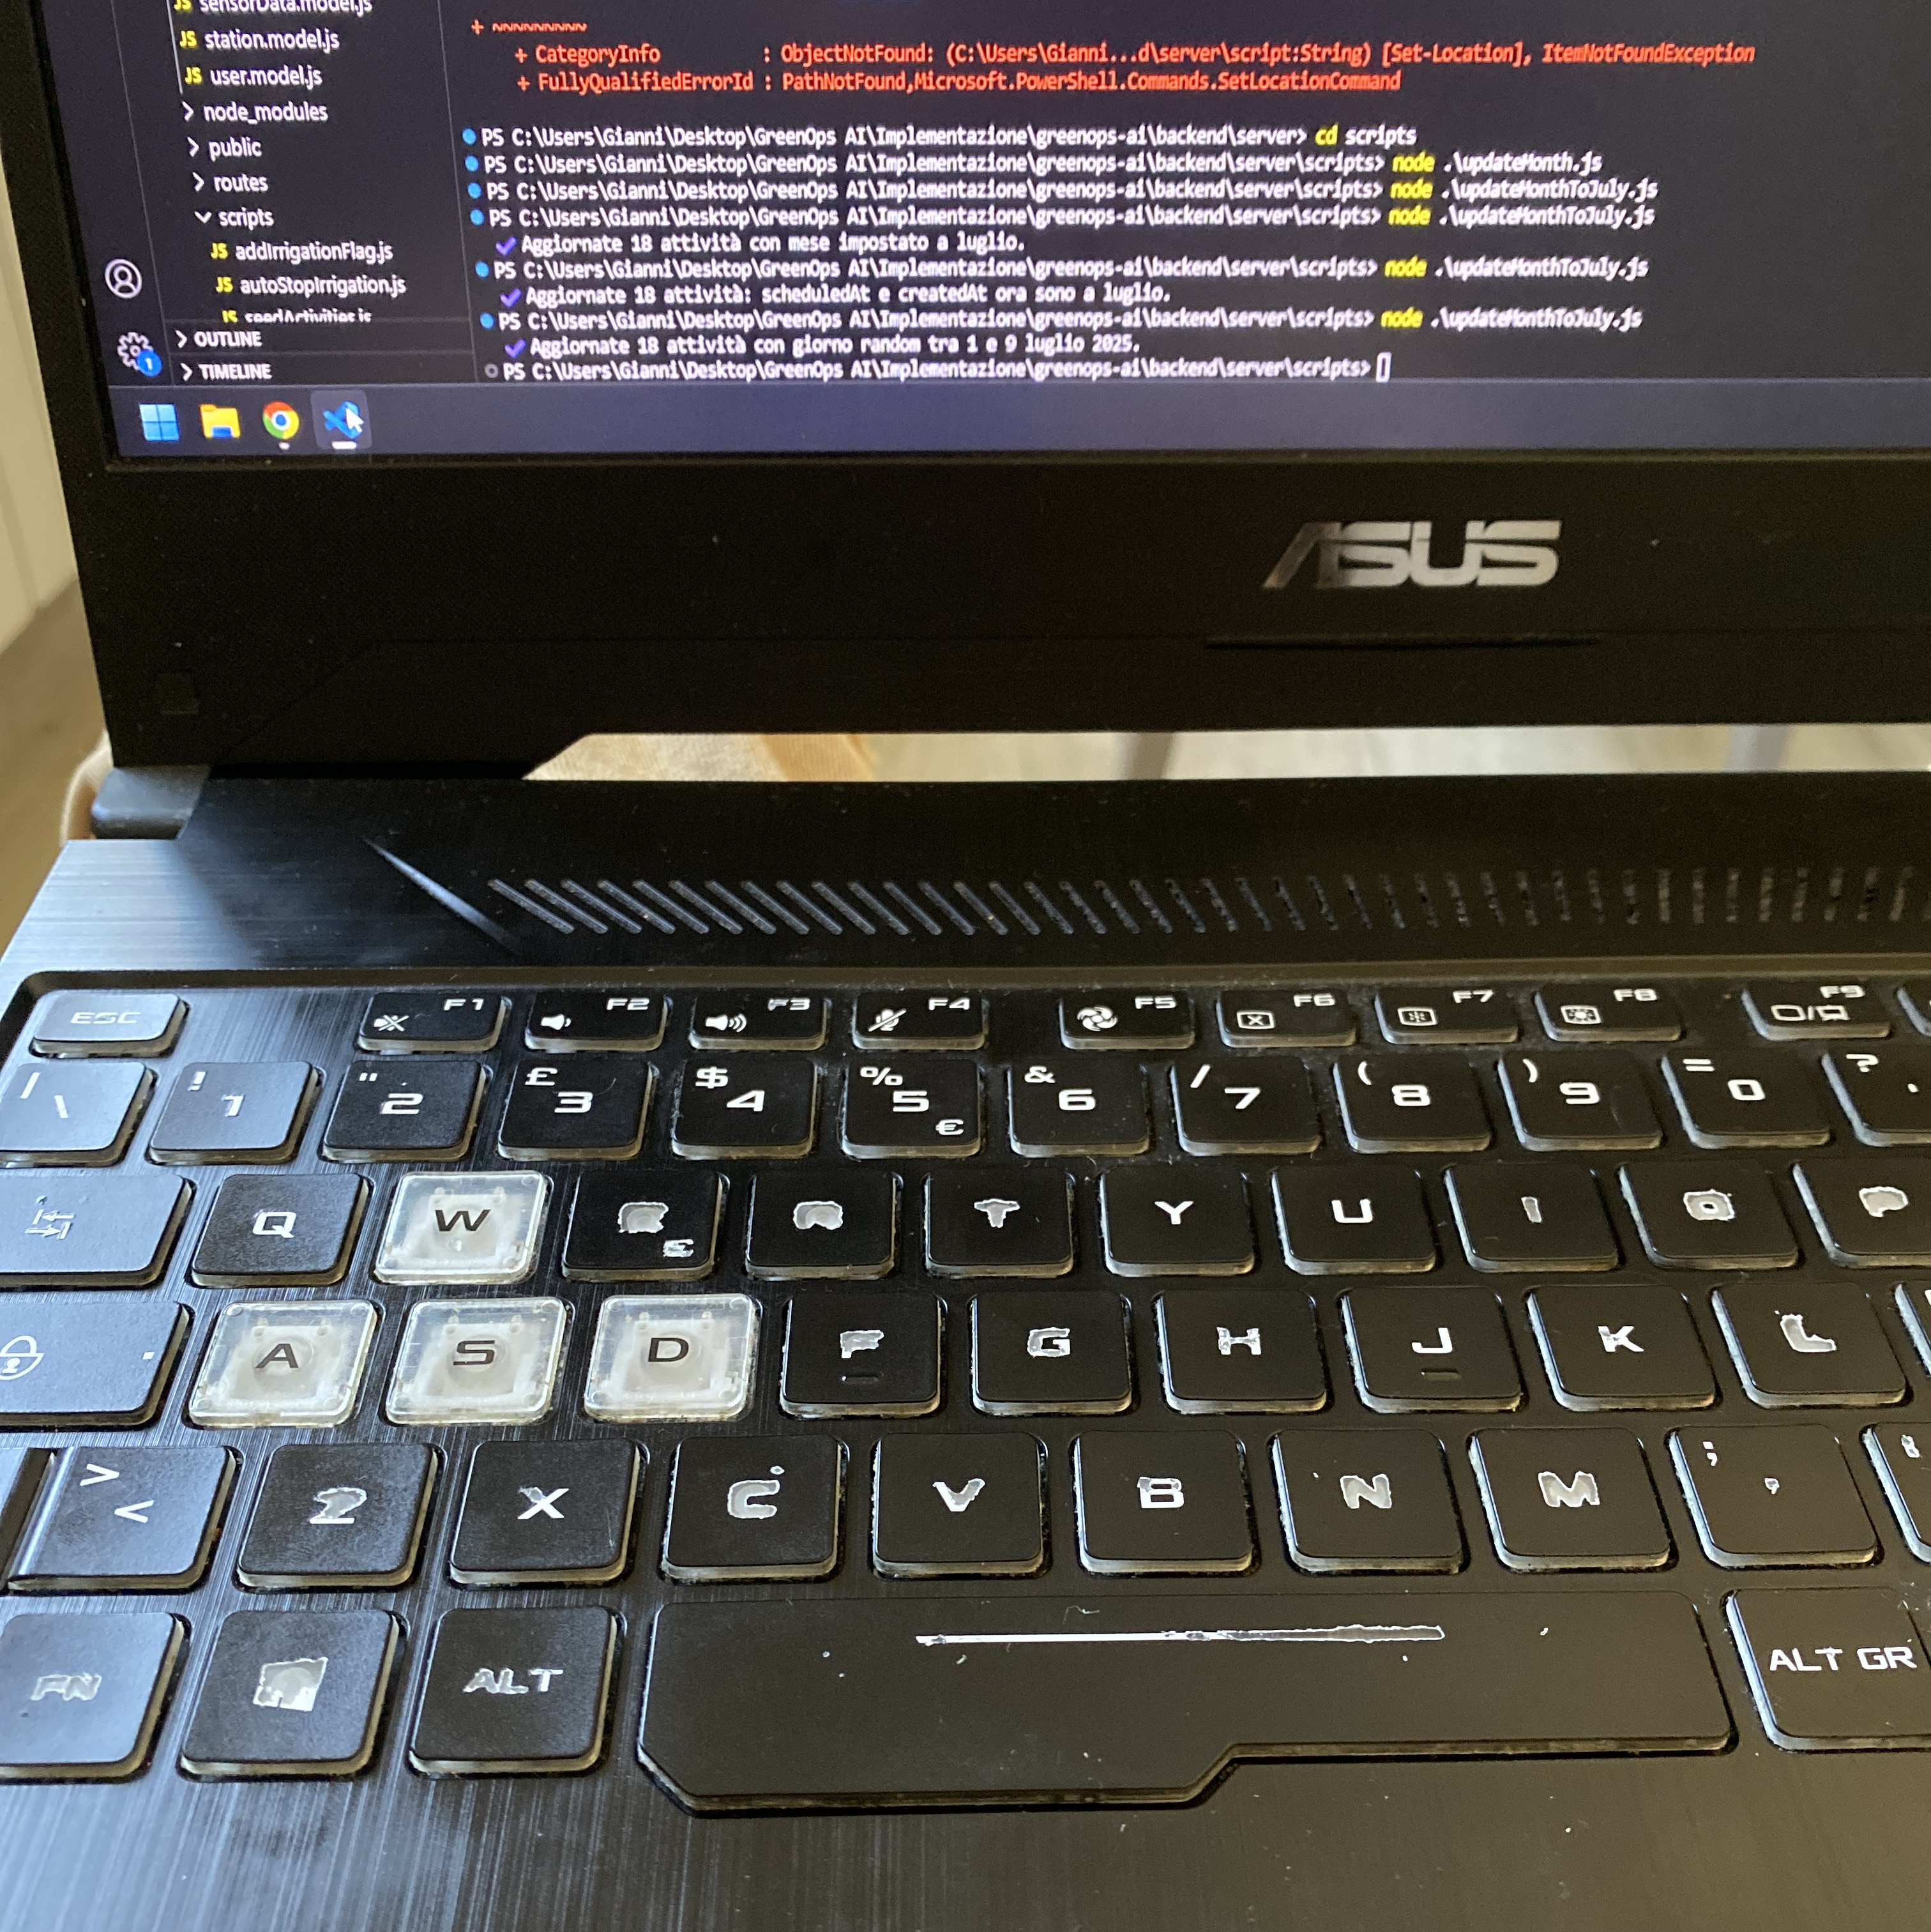 sensorData.model.js
JS station.model.js
JS user.model.js
> node_modules
> public
> routes
scripts
JS addIrrigationFlag.js
JS autoStopIrrigation.js
JS seedActivities.js
> OUTLINE
> TIMELINE
1
+ ~~~~~~~~~
+ CategoryInfo : ObjectNotFound: (C:\Users\Gianni...d\server\script:String) [Set-Location], ItemNotFoundException
+ FullyQualifiedErrorId : PathNotFound,Microsoft.PowerShell.Commands.SetLocationCommand
PS C:\Users\Gianni\Desktop\GreenOps AI\Implementazione\greenops-ai\backend\server> cd scripts
PS C:\Users\Gianni\Desktop\GreenOps AI\Implementazione\greenops-ai\backend\server\scripts> node .\updateMonth.js
PS C:\Users\Gianni\Desktop\GreenOps AI\Implementazione\greenops-ai\backend\server\scripts> node .\updateMonthToJuly.js
PS C:\Users\Gianni\Desktop\GreenOps AI\Implementazione\greenops-ai\backend\server\scripts> node .\updateMonthToJuly.js
✔ Aggiornate 18 attività con mese impostato a luglio.
PS C:\Users\Gianni\Desktop\GreenOps AI\Implementazione\greenops-ai\backend\server\scripts> node .\updateMonthToJuly.js
✔ Aggiornate 18 attività: scheduledAt e createdAt ora sono a luglio.
PS C:\Users\Gianni\Desktop\GreenOps AI\Implementazione\greenops-ai\backend\server\scripts> node .\updateMonthToJuly.js
✔ Aggiornate 18 attività con giorno random tra 1 e 9 luglio 2025.
PS C:\Users\Gianni\Desktop\GreenOps AI\Implementazione\greenops-ai\backend\server\scripts>
ASUS
ESC F1 F2 F3 F4 F5 F6 F7 F8 F9
| \ ! 1 " 2 £ 3 $ 4 % 5 € & 6 / 7 ( 8 ) 9 = 0 ?
Q W € T Y U I O P
A S D F G H J K L
> < Z X C V B N M ; ,
FN ALT ALT GR